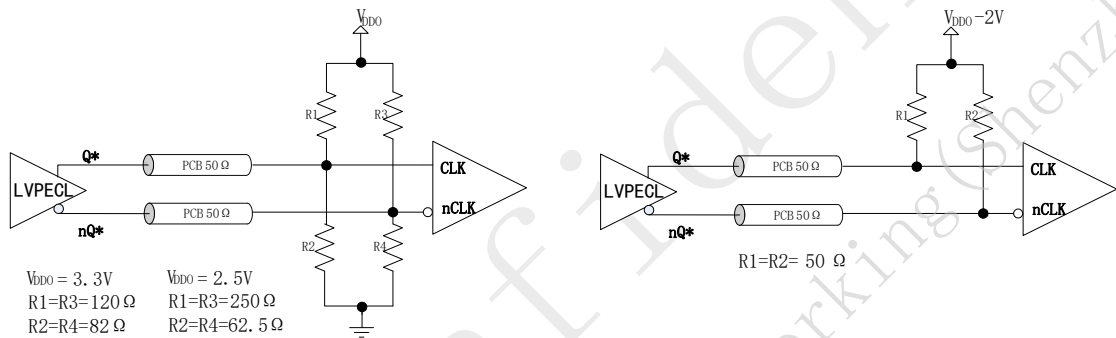 VDDO
R1
R3
Q*
PCB 50 Ω
CLK
LVPECL
PCB 50 Ω
nCLK
nQ*
R2
R4
VDDO = 3. 3V
R1=R3=120 Ω
R2=R4=82 Ω
VDDO = 2. 5V
R1=R3=250 Ω
R2=R4=62. 5 Ω
VDDO-2V
R1
R2
Q*
PCB 50 Ω
CLK
LVPECL
PCB 50 Ω
nCLK
nQ*
R1=R2= 50 Ω